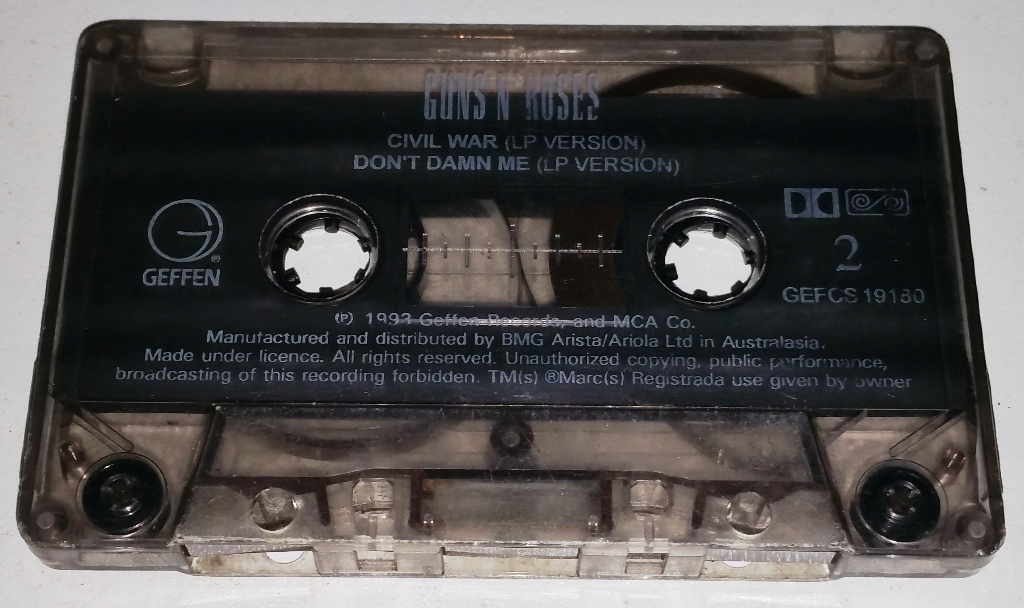 GUNS N' ROSES
CIVIL WAR (LP VERSION)
DON'T DAMN ME (LP VERSION)
GEFFEN ®
2
GEFCS 19180
(P) 1993 Geffen Records, and MCA Co.
Manufactured and distributed by BMG Arista/Ariola Ltd in Australasia.
Made under licence. All rights reserved. Unauthorized copying, public performance,
broadcasting of this recording forbidden. TM(s) ®Marc(s) Registrada use given by owner